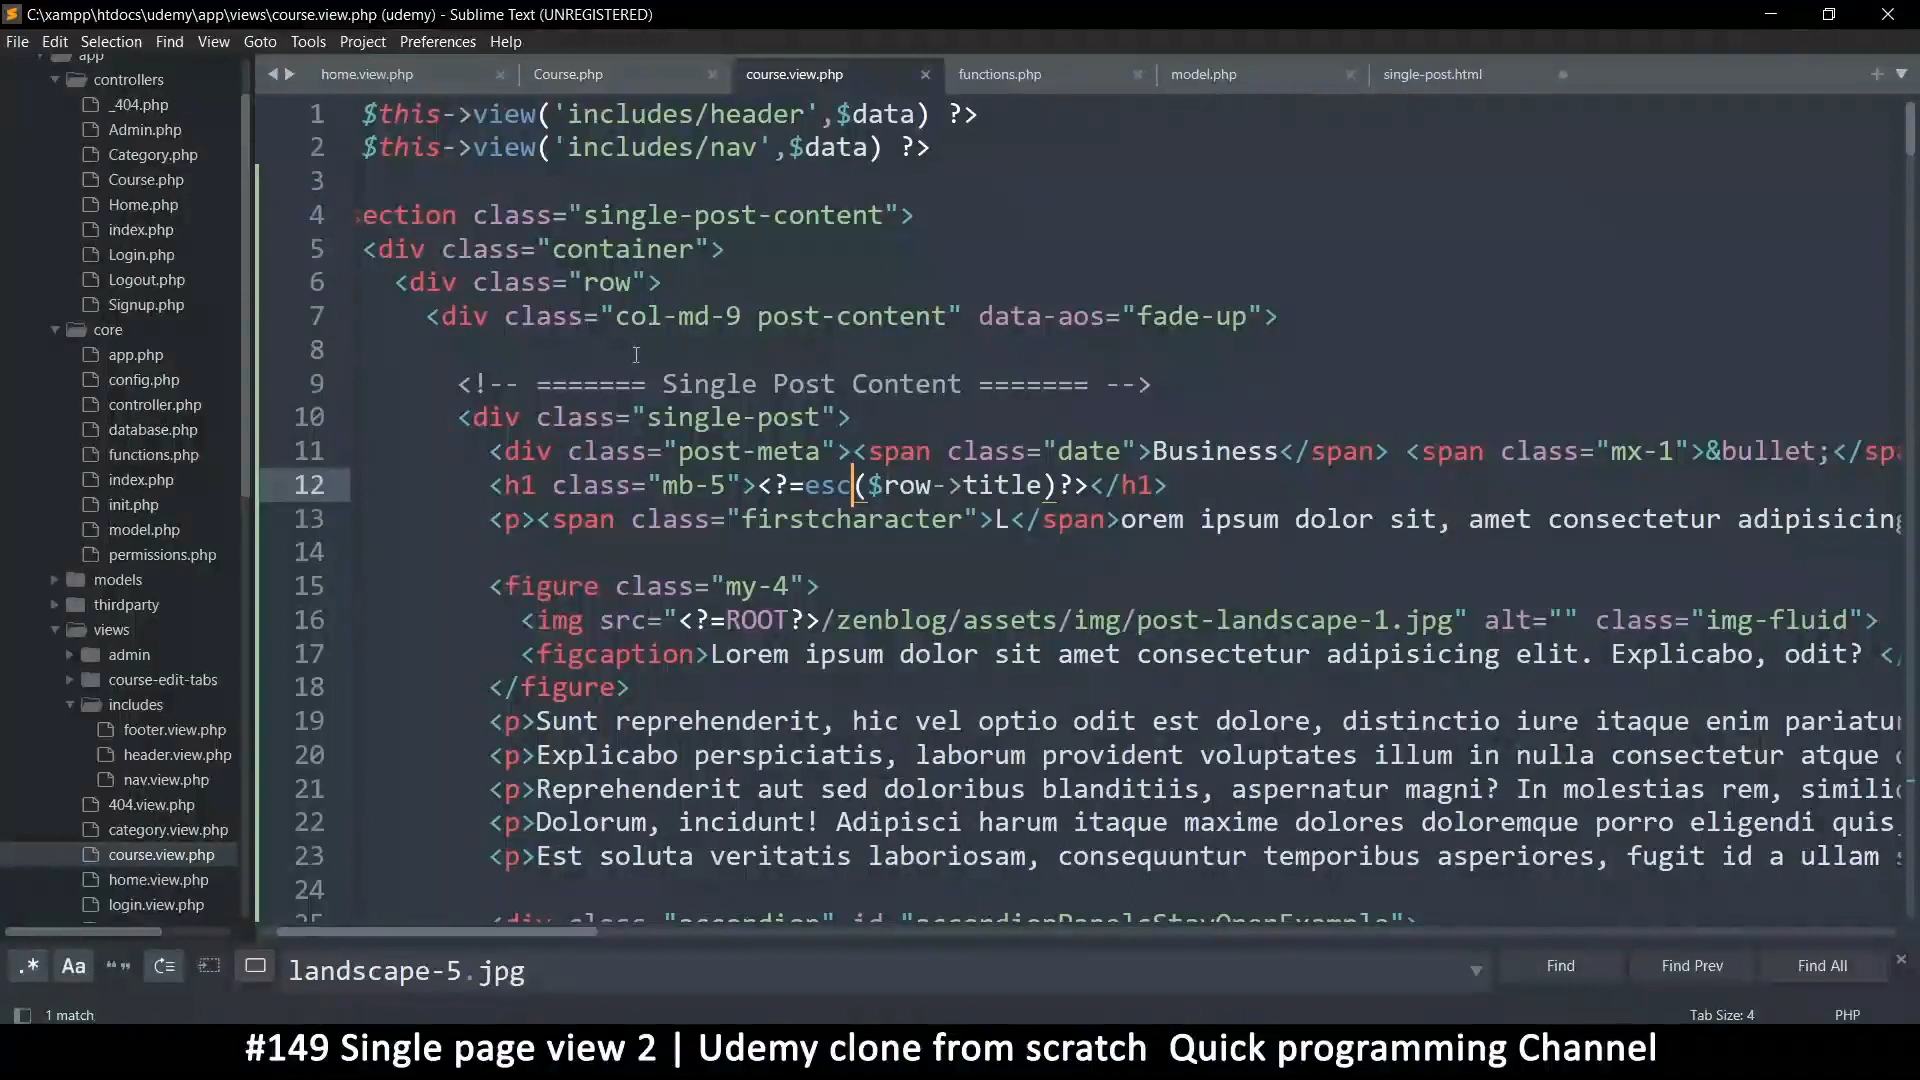 C:\xampp\htdocs\udemy\app\views\course.view.php (udemy) - Sublime Text (UNREGISTERED)
File Edit Selection Find View Goto Tools Project Preferences Help
app
controllers
_404.php
Admin.php
Category.php
Course.php
Home.php
index.php
Login.php
Logout.php
Signup.php
core
app.php
config.php
controller.php
database.php
functions.php
index.php
init.php
model.php
permissions.php
models
thirdparty
views
admin
course-edit-tabs
includes
footer.view.php
header.view.php
nav.view.php
404.view.php
category.view.php
course.view.php
home.view.php
login.view.php
home.view.php Course.php course.view.php functions.php model.php single-post.html
1 $this->view('includes/header',$data) ?>
2 $this->view('includes/nav',$data) ?>
3
4 ection class="single-post-content">
5 <div class="container">
6 <div class="row">
7 <div class="col-md-9 post-content" data-aos="fade-up">
8
9 <!-- ======= Single Post Content ======= -->
10 <div class="single-post">
11 <div class="post-meta"><span class="date">Business</span> <span class="mx-1">&bullet;</spa
12 <h1 class="mb-5"><?=esc($row->title)?></h1>
13 <p><span class="firstcharacter">L</span>orem ipsum dolor sit, amet consectetur adipisicing
14
15 <figure class="my-4">
16 <img src="<?=ROOT?>/zenblog/assets/img/post-landscape-1.jpg" alt="" class="img-fluid">
17 <figcaption>Lorem ipsum dolor sit amet consectetur adipisicing elit. Explicabo, odit? </
18 </figure>
19 <p>Sunt reprehenderit, hic vel optio odit est dolore, distinctio iure itaque enim pariatur
20 <p>Explicabo perspiciatis, laborum provident voluptates illum in nulla consectetur atque
21 <p>Reprehenderit aut sed doloribus blanditiis, aspernatur magni? In molestias rem, simili
22 <p>Dolorum, incidunt! Adipisci harum itaque maxime dolores doloremque porro eligendi quis
23 <p>Est soluta veritatis laboriosam, consequuntur temporibus asperiores, fugit id a ullam
24
25 <div class="accordion" id="accordionPanelsStayOpenExample">
.* Aa landscape-5.jpg Find Find Prev Find All
1 match Tab Size: 4 PHP
#149 Single page view 2 | Udemy clone from scratch Quick programming Channel